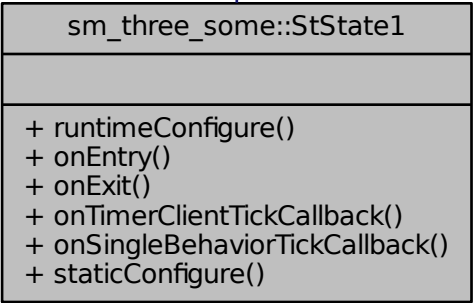 sm_three_some::StState1
+ runtimeConfigure()
+ onEntry()
+ onExit()
+ onTimerClientTickCallback()
+ onSingleBehaviorTickCallback()
+ staticConfigure()